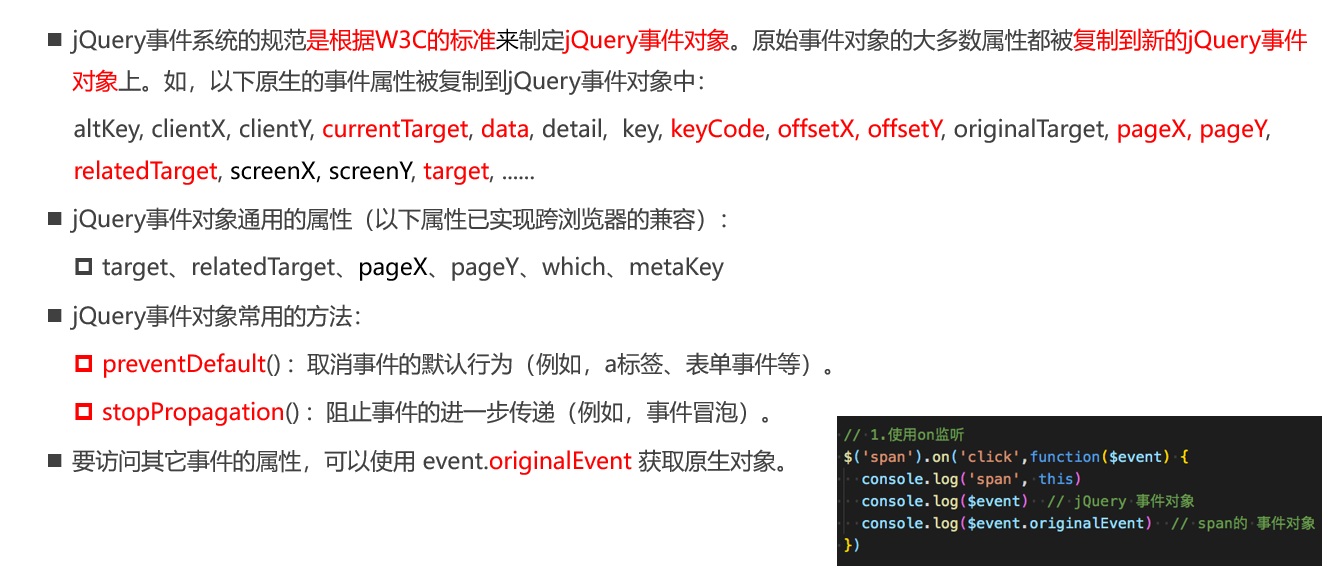 jQuery事件系统的规范是根据W3C的标准来制定jQuery事件对象。原始事件对象的大多数属性都被复制到新的jQuery事件
对象上。如，以下原生的事件属性被复制到jQuery事件对象中：
altKey, clientX, clientY, currentTarget, data, detail,  key, keyCode, offsetX, offsetY, originalTarget, pageX, pageY,
relatedTarget, screenX, screenY, target, ......
jQuery事件对象通用的属性（以下属性已实现跨浏览器的兼容）：
target、relatedTarget、pageX、pageY、which、metaKey
jQuery事件对象常用的方法：
preventDefault() ：取消事件的默认行为（例如，a标签、表单事件等）。
stopPropagation() ：阻止事件的进一步传递（例如，事件冒泡）。
要访问其它事件的属性，可以使用 event.originalEvent 获取原生对象。
// 1.使用on监听
$('span').on('click',function($event) {
  console.log('span', this)
  console.log($event)  // jQuery 事件对象
  console.log($event.originalEvent)  // span的 事件对象
})